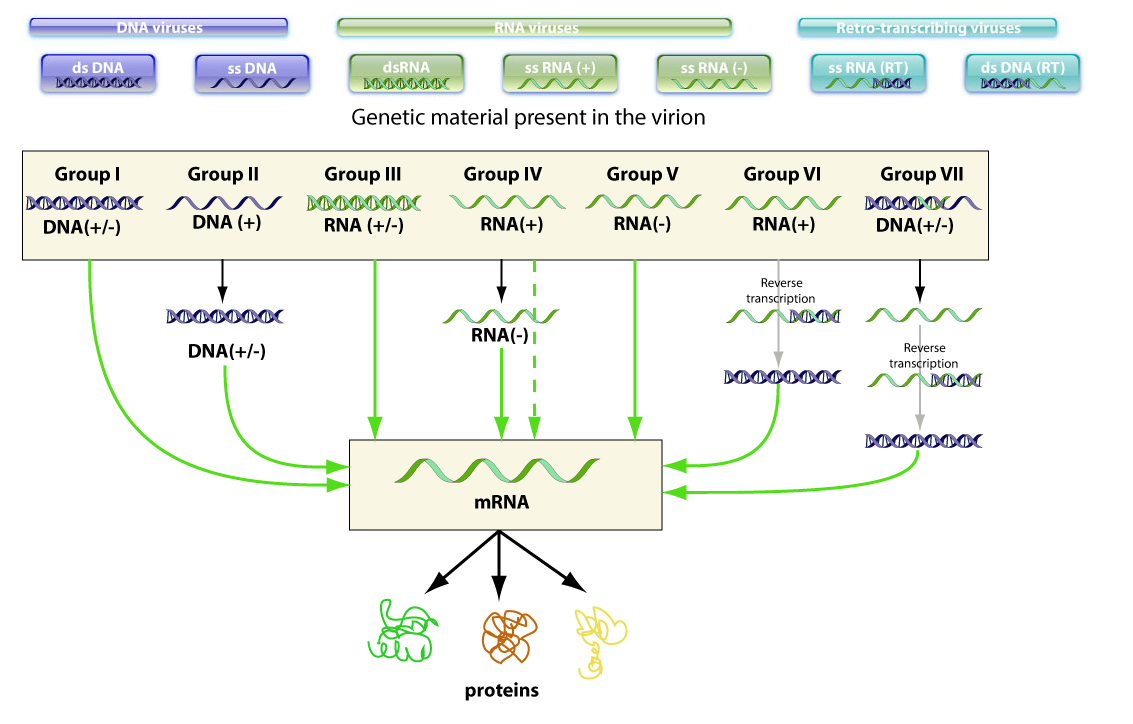 DNA viruses
RNA viruses
Retro-transcribing viruses
ds DNA
ss DNA
dsRNA
ss RNA (+)
ss RNA (-)
ss RNA (RT)
ds DNA (RT)
Genetic material present in the virion
Group I
Group II
Group III
Group IV
Group V
Group VI
Group VII
DNA(+/-)
DNA (+)
RNA (+/-)
RNA(+)
RNA(-)
RNA(+)
DNA(+/-)
Reverse
transcription
RNA(-)
DNA(+/-)
Reverse
transcription
mRNA
proteins